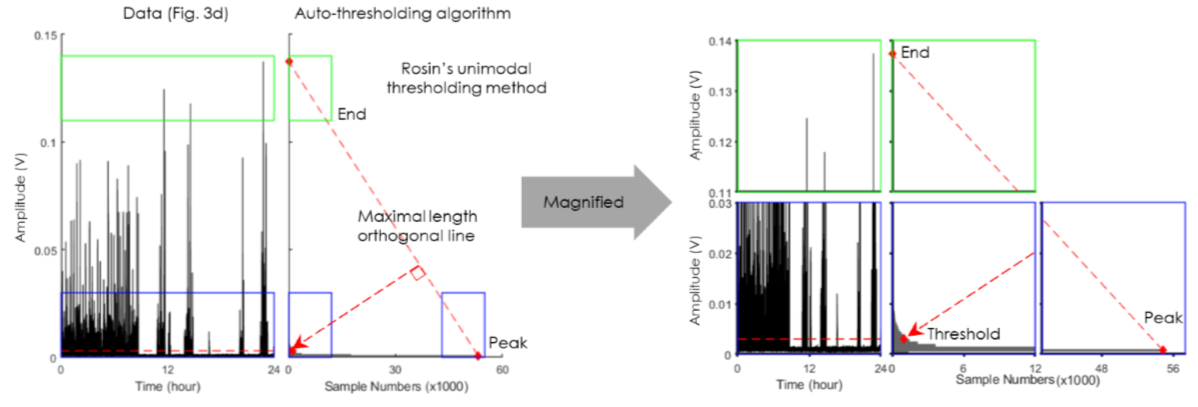 Data (Fig. 3d)
Auto-thresholding algorithm
0.15
0.1
0.05
0
Amplitude (V)
0
12
24
Time (hour)
Rosin's unimodal
thresholding method
End
Maximal length
orthogonal line
Peak
30
60
Sample Numbers (x1000)
Magnified
0.14
0.13
0.12
0.11
Amplitude (V)
End
0.03
0.02
0.01
0
Amplitude (V)
Threshold
Peak
0
12
24
Time (hour)
0
6
12
48
56
Sample Numbers (x1000)